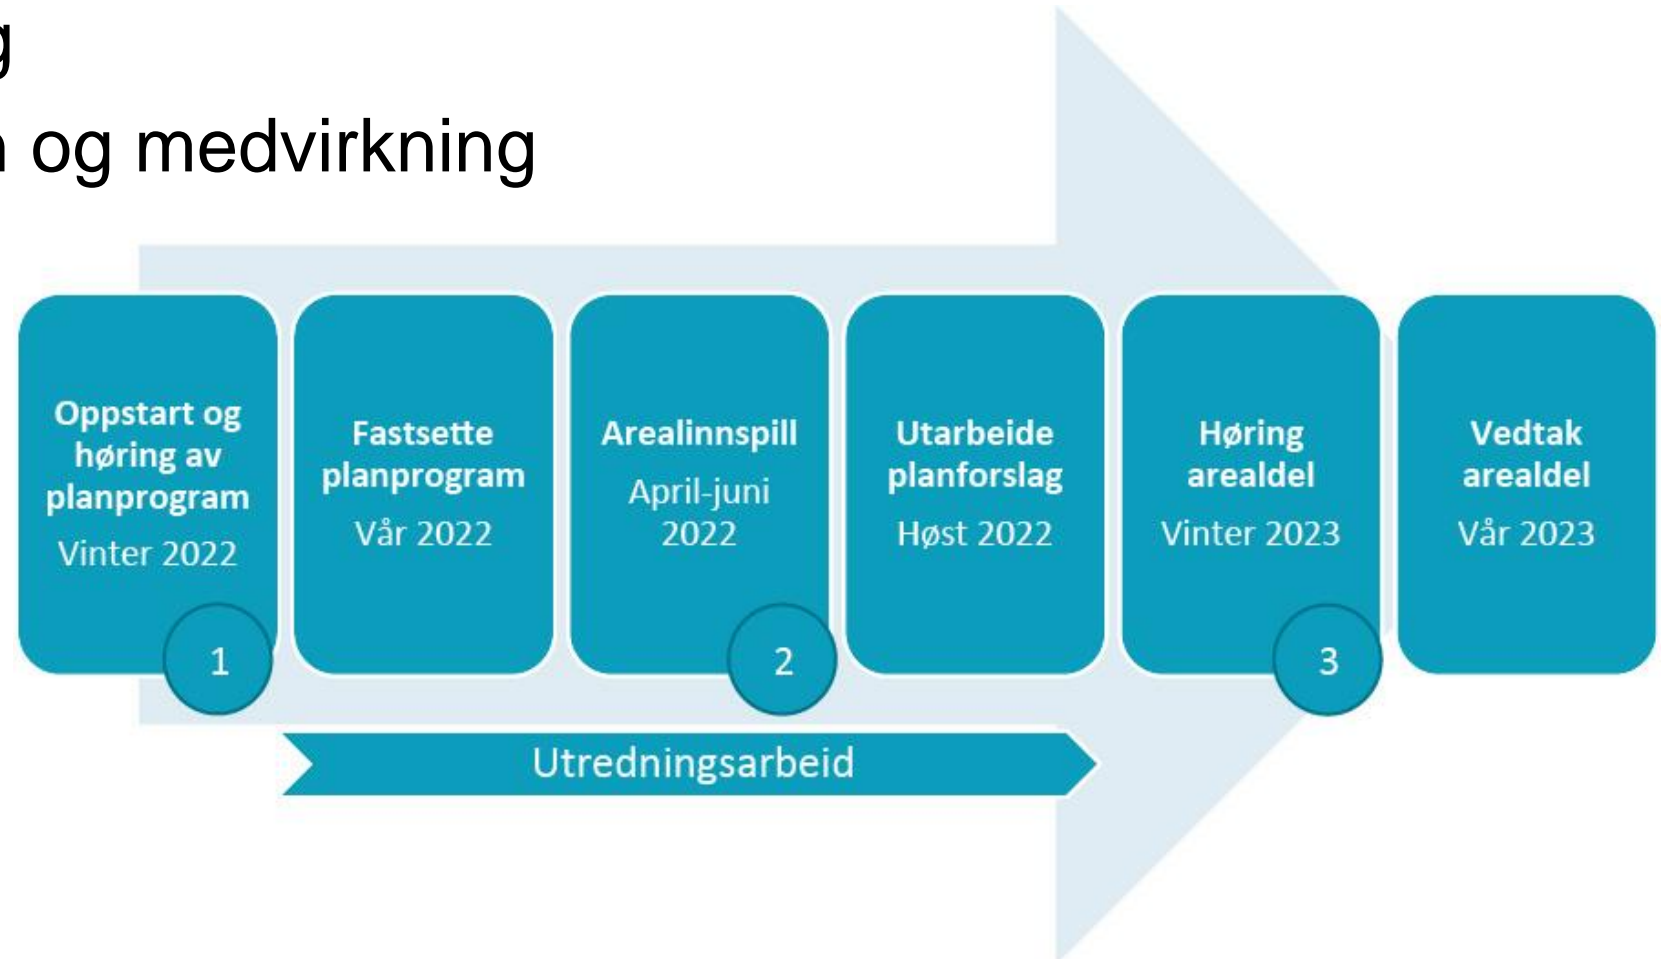 g
og medvirkning
Oppstart og
høring av
planprogram
Vinter 2022
1
Fastsette
planprogram
Vår 2022
Arealinnspill
April-juni
2022
2
Utarbeide
planforslag
Høst 2022
Høring
arealdel
Vinter 2023
3
Vedtak
arealdel
Vår 2023
Utredningsarbeid